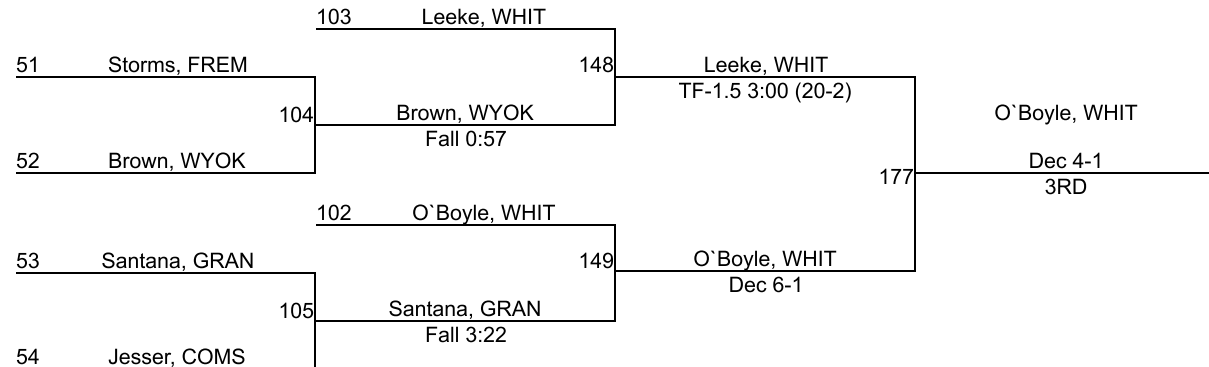 103 Leeke, WHIT
51 Storms, FREM
148 Leeke, WHIT
TF-1.5 3:00 (20-2)
104 Brown, WYOK
Fall 0:57
O`Boyle, WHIT
52 Brown, WYOK
Dec 4-1
177
3RD
102 O`Boyle, WHIT
53 Santana, GRAN
149 O`Boyle, WHIT
Dec 6-1
105 Santana, GRAN
Fall 3:22
54 Jesser, COMS